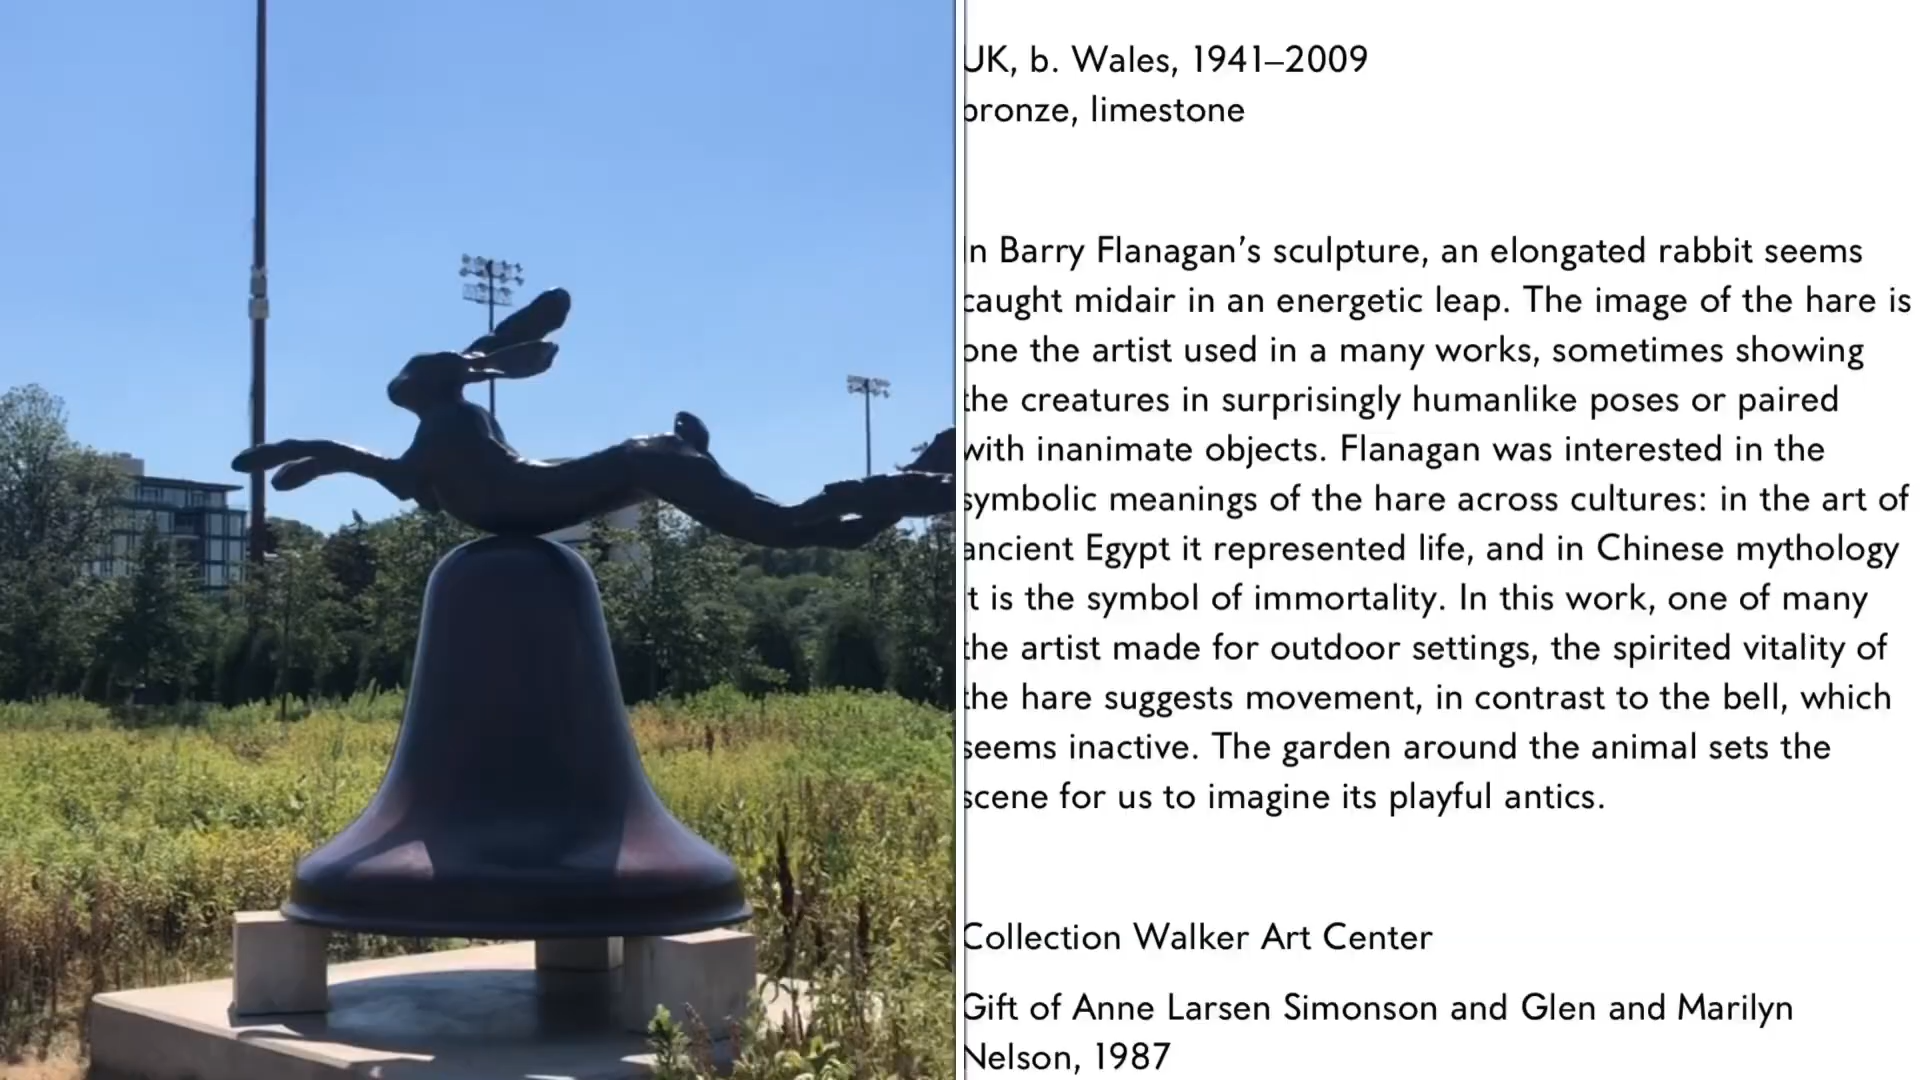 UK, b. Wales, 1941–2009
bronze, limestone
In Barry Flanagan’s sculpture, an elongated rabbit seems
caught midair in an energetic leap. The image of the hare is
one the artist used in a many works, sometimes showing
the creatures in surprisingly humanlike poses or paired
with inanimate objects. Flanagan was interested in the
symbolic meanings of the hare across cultures: in the art of
ancient Egypt it represented life, and in Chinese mythology
it is the symbol of immortality. In this work, one of many
the artist made for outdoor settings, the spirited vitality of
the hare suggests movement, in contrast to the bell, which
seems inactive. The garden around the animal sets the
scene for us to imagine its playful antics.
Collection Walker Art Center
Gift of Anne Larsen Simonson and Glen and Marilyn
Nelson, 1987